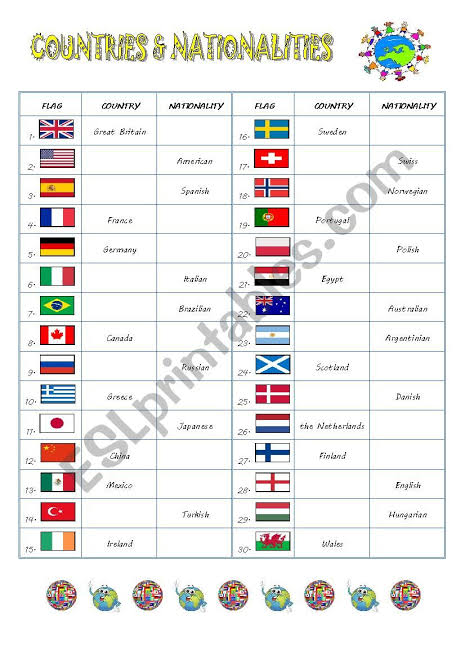 COUNTRIES & NATIONALITIES
FLAG COUNTRY NATIONALITY FLAG COUNTRY NATIONALITY
1. Great Britain 16. Sweden
2. American 17. Swiss
3. Spanish 18. Norwegian
4. France 19. Portugal
5. Germany 20. Polish
6. Italian 21. Egypt
7. Brazilian 22. Australian
8. Canada 23. Argentinian
9. Russian 24. Scotland
10. Greece 25. Danish
11. Japanese 26. the Netherlands
12. China 27. Finland
13. Mexico 28. English
14. Turkish 29. Hungarian
15. Ireland 30. Wales
ESLprintables.com